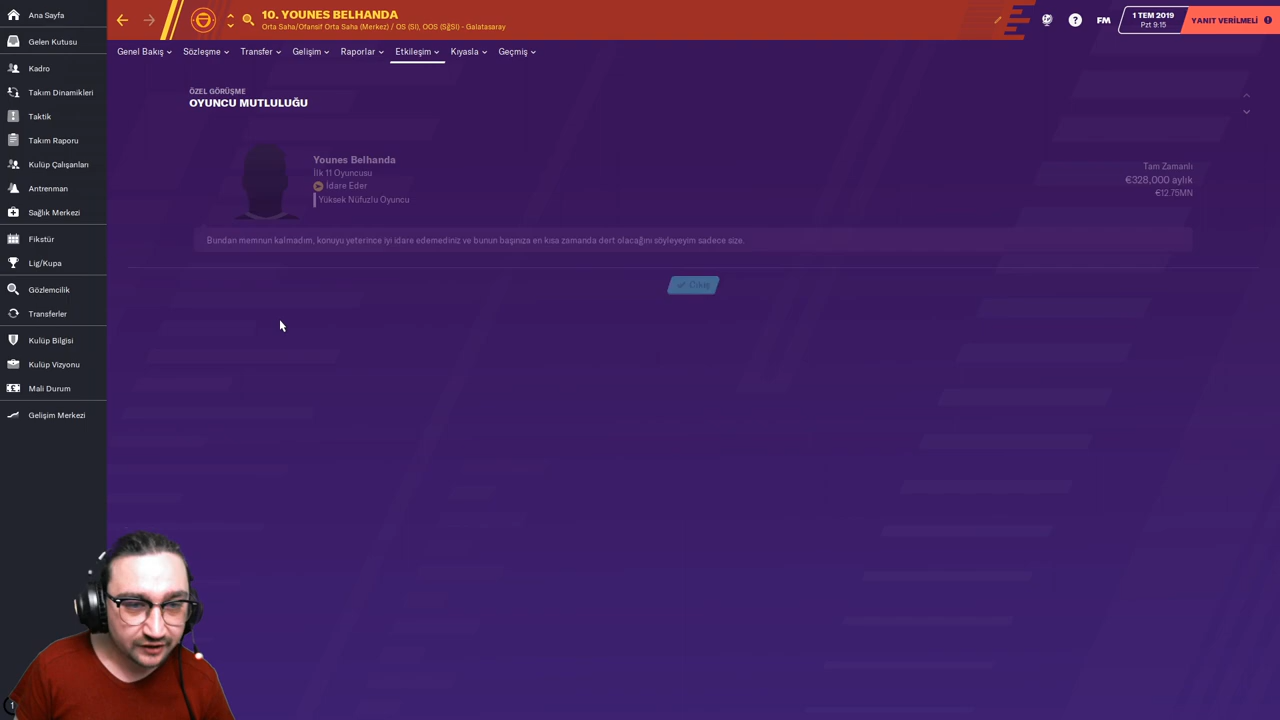 10. YOUNES BELHANDA
Orta Saha/Ofansif Orta Saha (Merkez) / OS (Sl), OOS (SğSl) - Galatasaray
1 TEM 2019
Pzt 9:15
YANIT VERİLMELİ
FM
Ana Sayfa
Gelen Kutusu
Kadro
Takım Dinamikleri
Taktik
Takım Raporu
Kulüp Çalışanları
Antrenman
Sağlık Merkezi
Fikstür
Lig/Kupa
Gözlemcilik
Transferler
Kulüp Bilgisi
Kulüp Vizyonu
Mali Durum
Gelişim Merkezi
Genel Bakış Sözleşme Transfer Gelişim Raporlar Etkileşim Kıyasla Geçmiş
ÖZEL GÖRÜŞME
OYUNCU MUTLULUĞU
Younes Belhanda
İlk 11 Oyuncusu
İdare Eder
Yüksek Nüfuzlu Oyuncu
Tam Zamanlı
€328,000 aylık
€12.75MN
Bundan memnun kalmadım, konuyu yeterince iyi idare edemediniz ve bunun başınıza en kısa zamanda dert olacağını söyleyeyim sadece size.
Çıkış
1